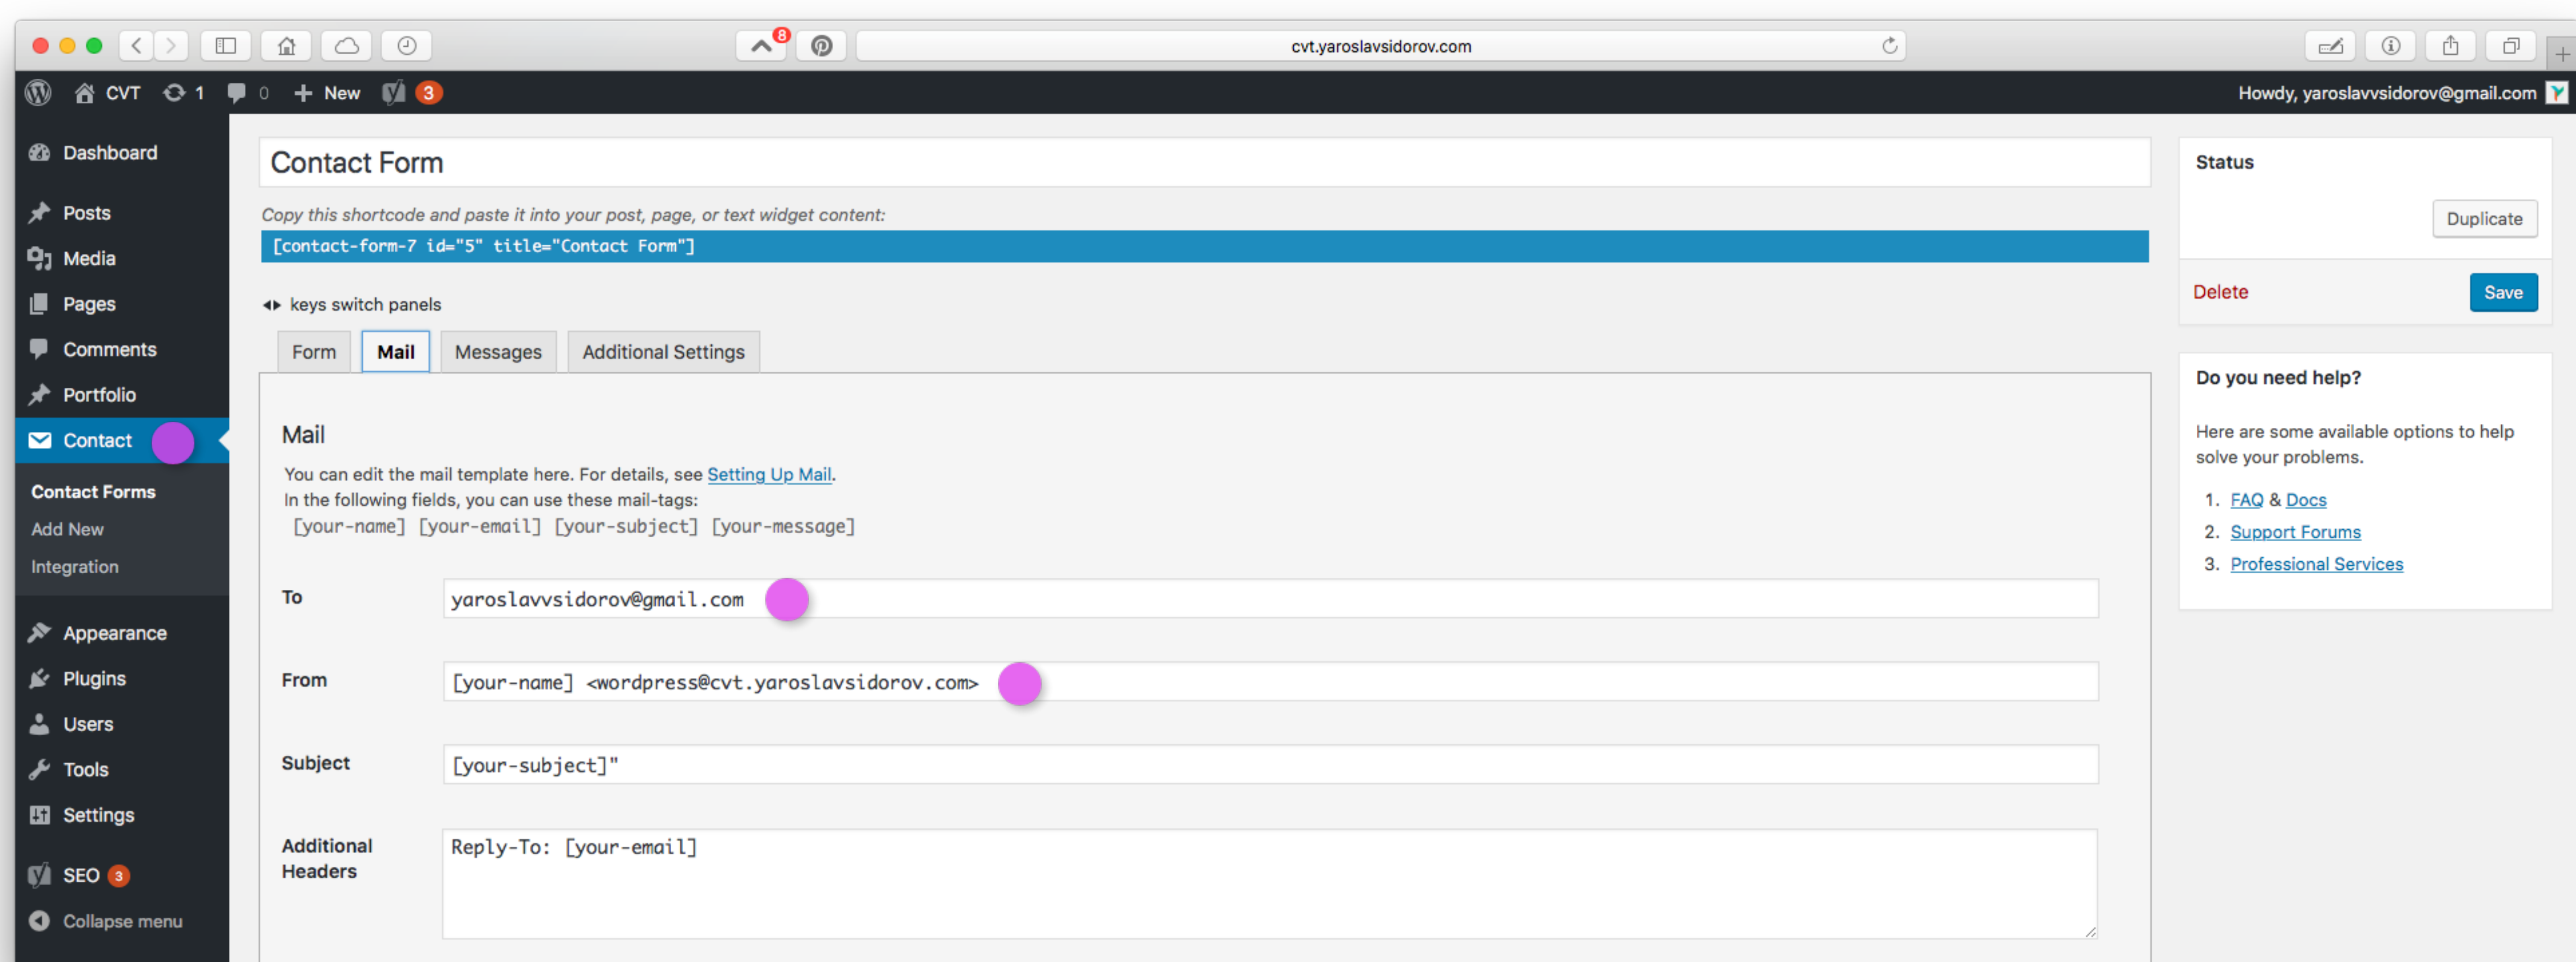 8
cvt.yaroslavsidorov.com
CVT 1 0 New 3
Howdy, yaroslavvsidorov@gmail.com
Dashboard
Posts
Media
Pages
Comments
Portfolio
Contact
Contact Forms
Add New
Integration
Appearance
Plugins
Users
Tools
Settings
SEO 3
Collapse menu
Contact Form
Copy this shortcode and paste it into your post, page, or text widget content:
[contact-form-7 id="5" title="Contact Form"]
keys switch panels
Form Mail Messages Additional Settings
Mail
You can edit the mail template here. For details, see Setting Up Mail.
In the following fields, you can use these mail-tags:
[your-name] [your-email] [your-subject] [your-message]
To yaroslavvsidorov@gmail.com
From [your-name] <wordpress@cvt.yaroslavsidorov.com>
Subject [your-subject]"
Additional Reply-To: [your-email]
Headers
Status
Duplicate
Delete Save
Do you need help?
Here are some available options to help
solve your problems.
1. FAQ & Docs
2. Support Forums
3. Professional Services